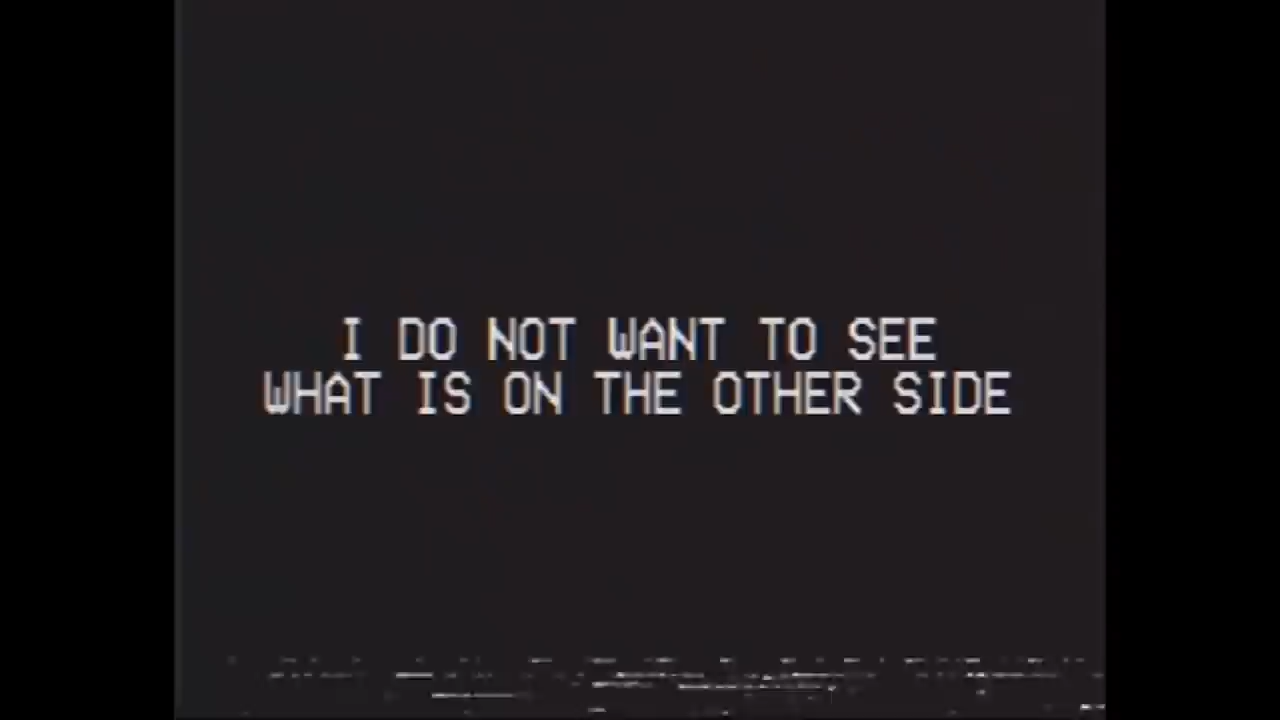 I DO NOT WANT TO SEE
WHAT IS ON THE OTHER SIDE